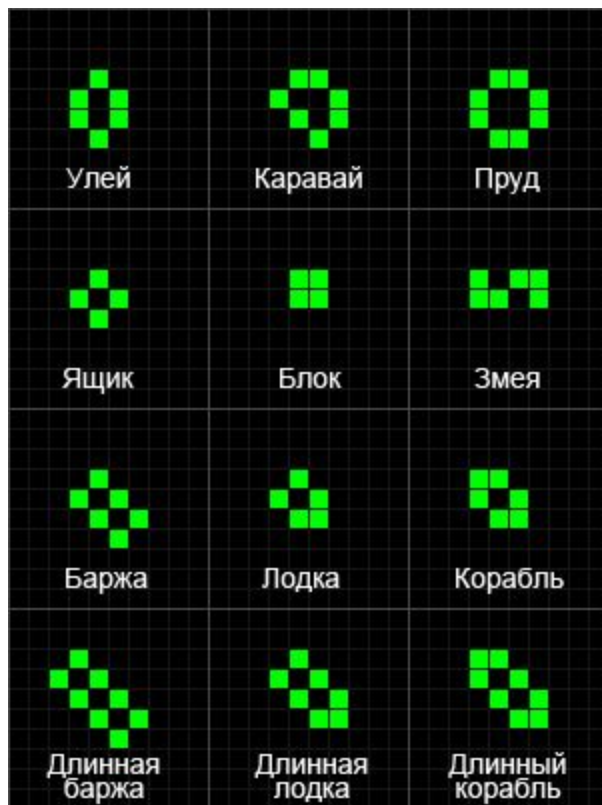 Улей
Каравай
Пруд
Ящик
Блок
Змея
Баржа
Лодка
Корабль
Длинная
баржа
Длинная
лодка
Длинный
корабль